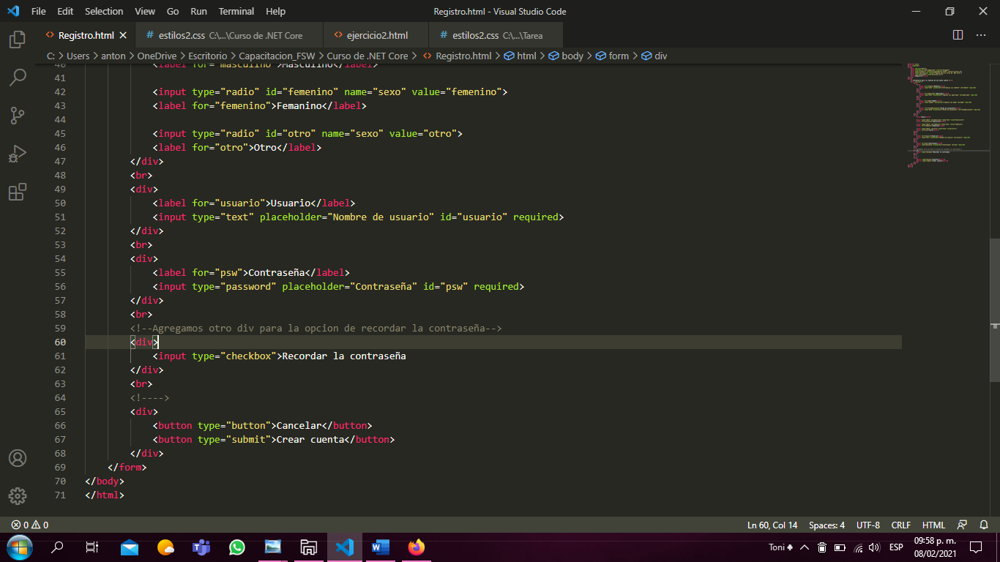 File Edit Selection View Go Run Terminal Help Registro.html - Visual Studio Code
Registro.html estilos2.css C:\...\Curso de .NET Core ejercicio2.html estilos2.css C:\...\Tarea
C: > Users > anton > OneDrive > Escritorio > Capacitacion_FSW > Curso de .NET Core > Registro.html > html > body > form > div
40 <label for="masculino">Masculino</label>
41
42 <input type="radio" id="femenino" name="sexo" value="femenino">
43 <label for="femenino">Femanino</label>
44
45 <input type="radio" id="otro" name="sexo" value="otro">
46 <label for="otro">Otro</label>
47 </div>
48 <br>
49 <div>
50 <label for="usuario">Usuario</label>
51 <input type="text" placeholder="Nombre de usuario" id="usuario" required>
52 </div>
53 <br>
54 <div>
55 <label for="psw">Contraseña</label>
56 <input type="password" placeholder="Contraseña" id="psw" required>
57 </div>
58 <br>
59 <!--Agregamos otro div para la opcion de recordar la contraseña-->
60 <div>
61 <input type="checkbox">Recordar la contraseña
62 </div>
63 <br>
64 <!---->
65 <div>
66 <button type="button">Cancelar</button>
67 <button type="submit">Crear cuenta</button>
68 </div>
69 </form>
70 </body>
71 </html>
0 0 Ln 60, Col 14 Spaces: 4 UTF-8 CRLF HTML
Toni ESP 09:58 p. m.
08/02/2021